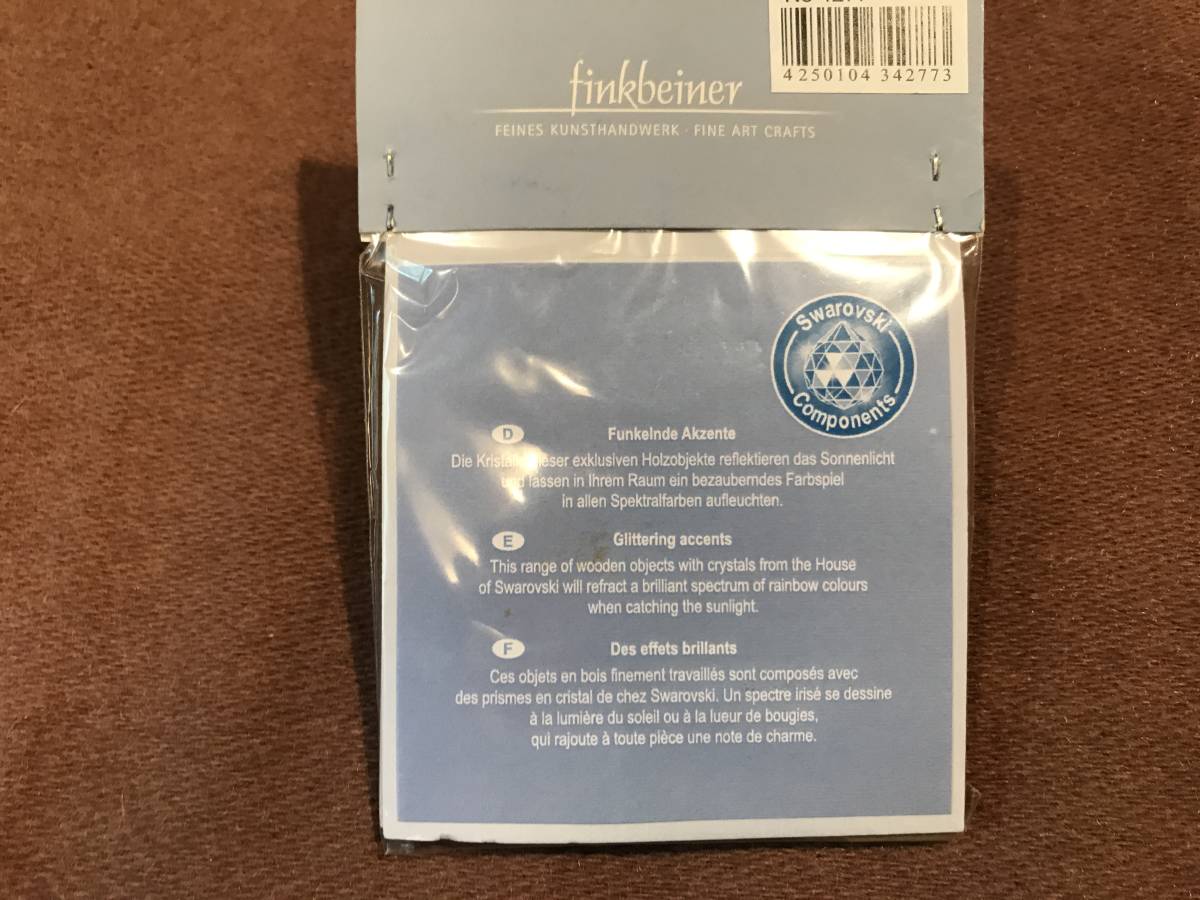 4250104 342773
finkbeiner
FEINES KUNSTHANDWERK · FINE ART CRAFTS
Swarovski
Components
D
Funkelnde Akzente
Die exklusiven Holzobjekte reflektieren das Sonnenlicht
und lassen in Ihrem Raum ein bezauberndes Farbspiel
in allen Spektralfarben aufleuchten.
E
Glittering accents
This range of wooden objects with crystals from the House
of Swarovski will refract a brilliant spectrum of rainbow colours
when catching the sunlight.
F
Des effets brillants
Ces objets en bois finement travaillés sont composés avec
des prismes en cristal de chez Swarovski. Un spectre irisé se dessine
à la lumière du soleil ou à la lueur de bougies,
qui rajoute à toute pièce une note de charme.